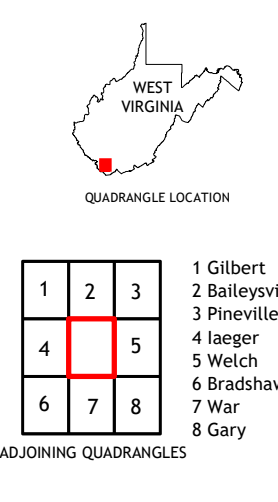 WEST
VIRGINIA
QUADRANGLE LOCATION
1 2 3
4 5
6 7 8
ADJOINING QUADRANGLES
1 Gilbert
2 Baileysvi
3 Pineville
4 Iaeger
5 Welch
6 Bradshaw
7 War
8 Gary